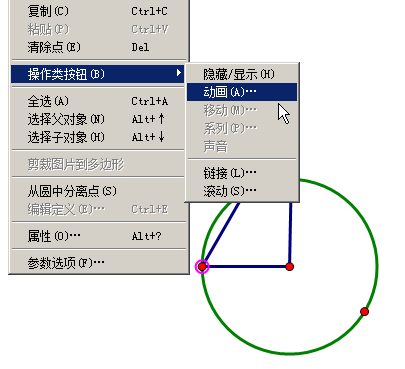 复制(C) Ctrl+C
粘贴(P) Ctrl+V
清除点(E) Del
操作类按钮(B)
全选(A) Ctrl+A
选择父对象(N) Alt+↑
选择子对象(H) Alt+↓
剪裁图片到多边形
从圆中分离点(S)
编辑定义(E)… Ctrl+E
属性(O)… Alt+?
参数选项(F)…
隐藏/显示(H)
动画(A)…
移动(M)…
系列(P)…
声音
链接(L)…
滚动(S)…